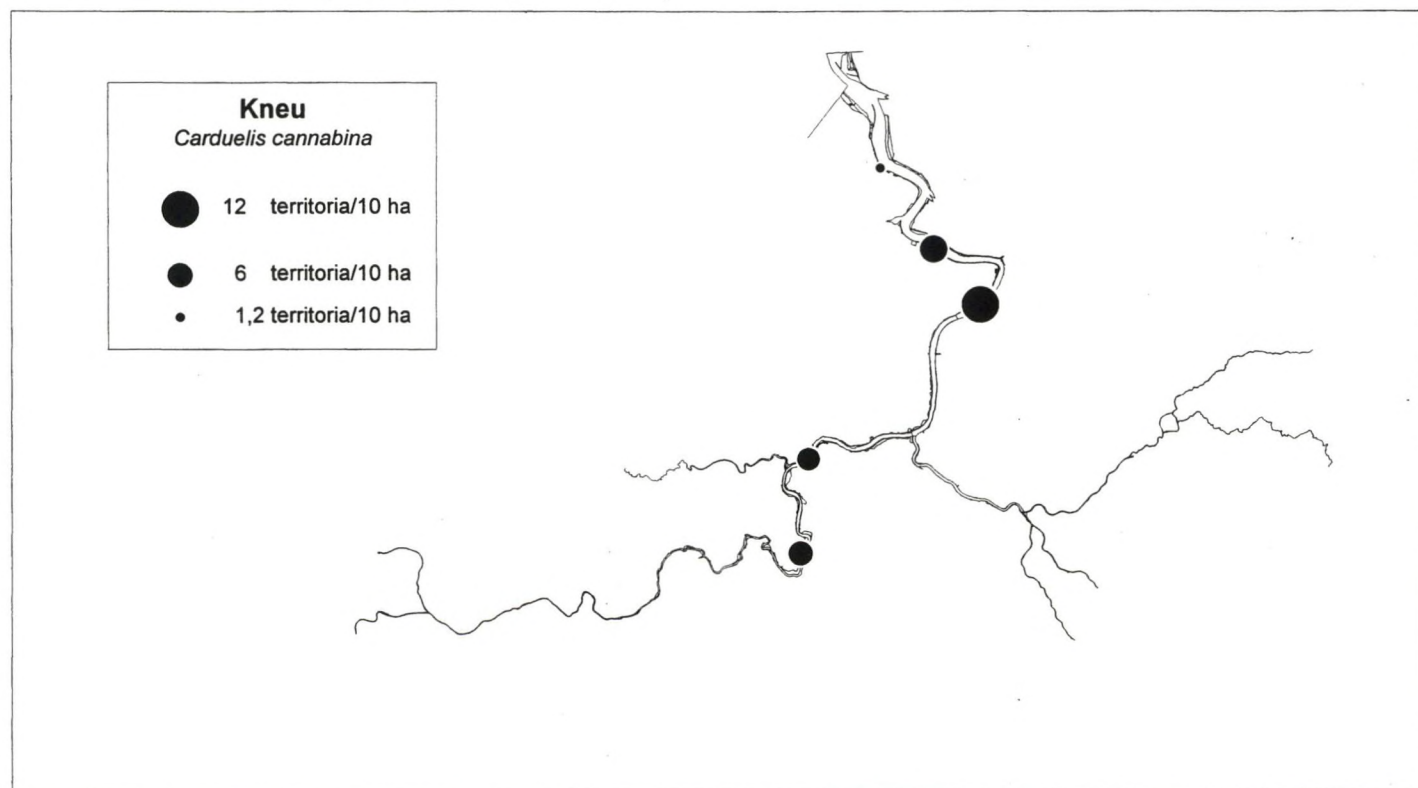 Kneu
Carduelis cannabina
12 territoria/10 ha
6 territoria/10 ha
1,2 territoria/10 ha